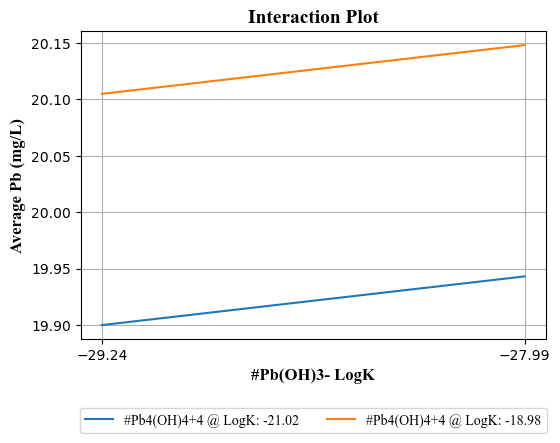 Interaction Plot
20.15
20.10
20.05
20.00
19.95
19.90
Average Pb (mg/L)
−29.24 −27.99
#Pb(OH)3- LogK
#Pb4(OH)4+4 @ LogK: -21.02 #Pb4(OH)4+4 @ LogK: -18.98